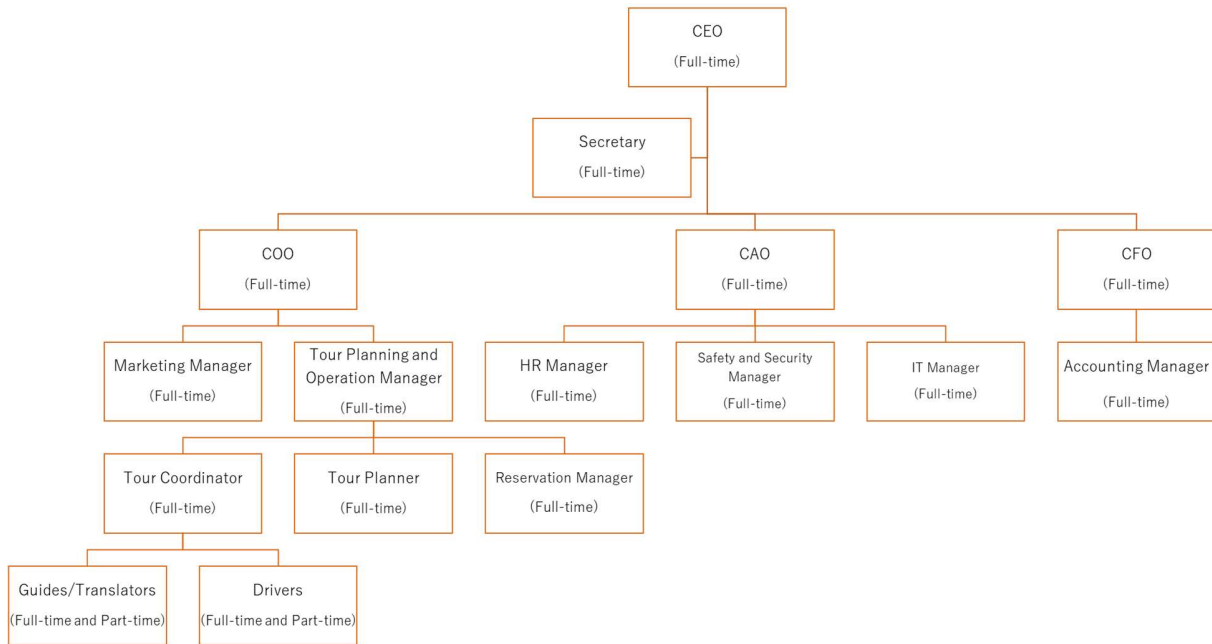 CEO
(Full-time)
Secretary
(Full-time)
COO
(Full-time)
CAO
(Full-time)
CFO
(Full-time)
Marketing Manager
(Full-time)
Tour Planning and
Operation Manager
(Full-time)
HR Manager
(Full-time)
Safety and Security
Manager
(Full-time)
IT Manager
(Full-time)
Accounting Manager
(Full-time)
Tour Coordinator
(Full-time)
Tour Planner
(Full-time)
Reservation Manager
(Full-time)
Guides/Translators
(Full-time and Part-time)
Drivers
(Full-time and Part-time)